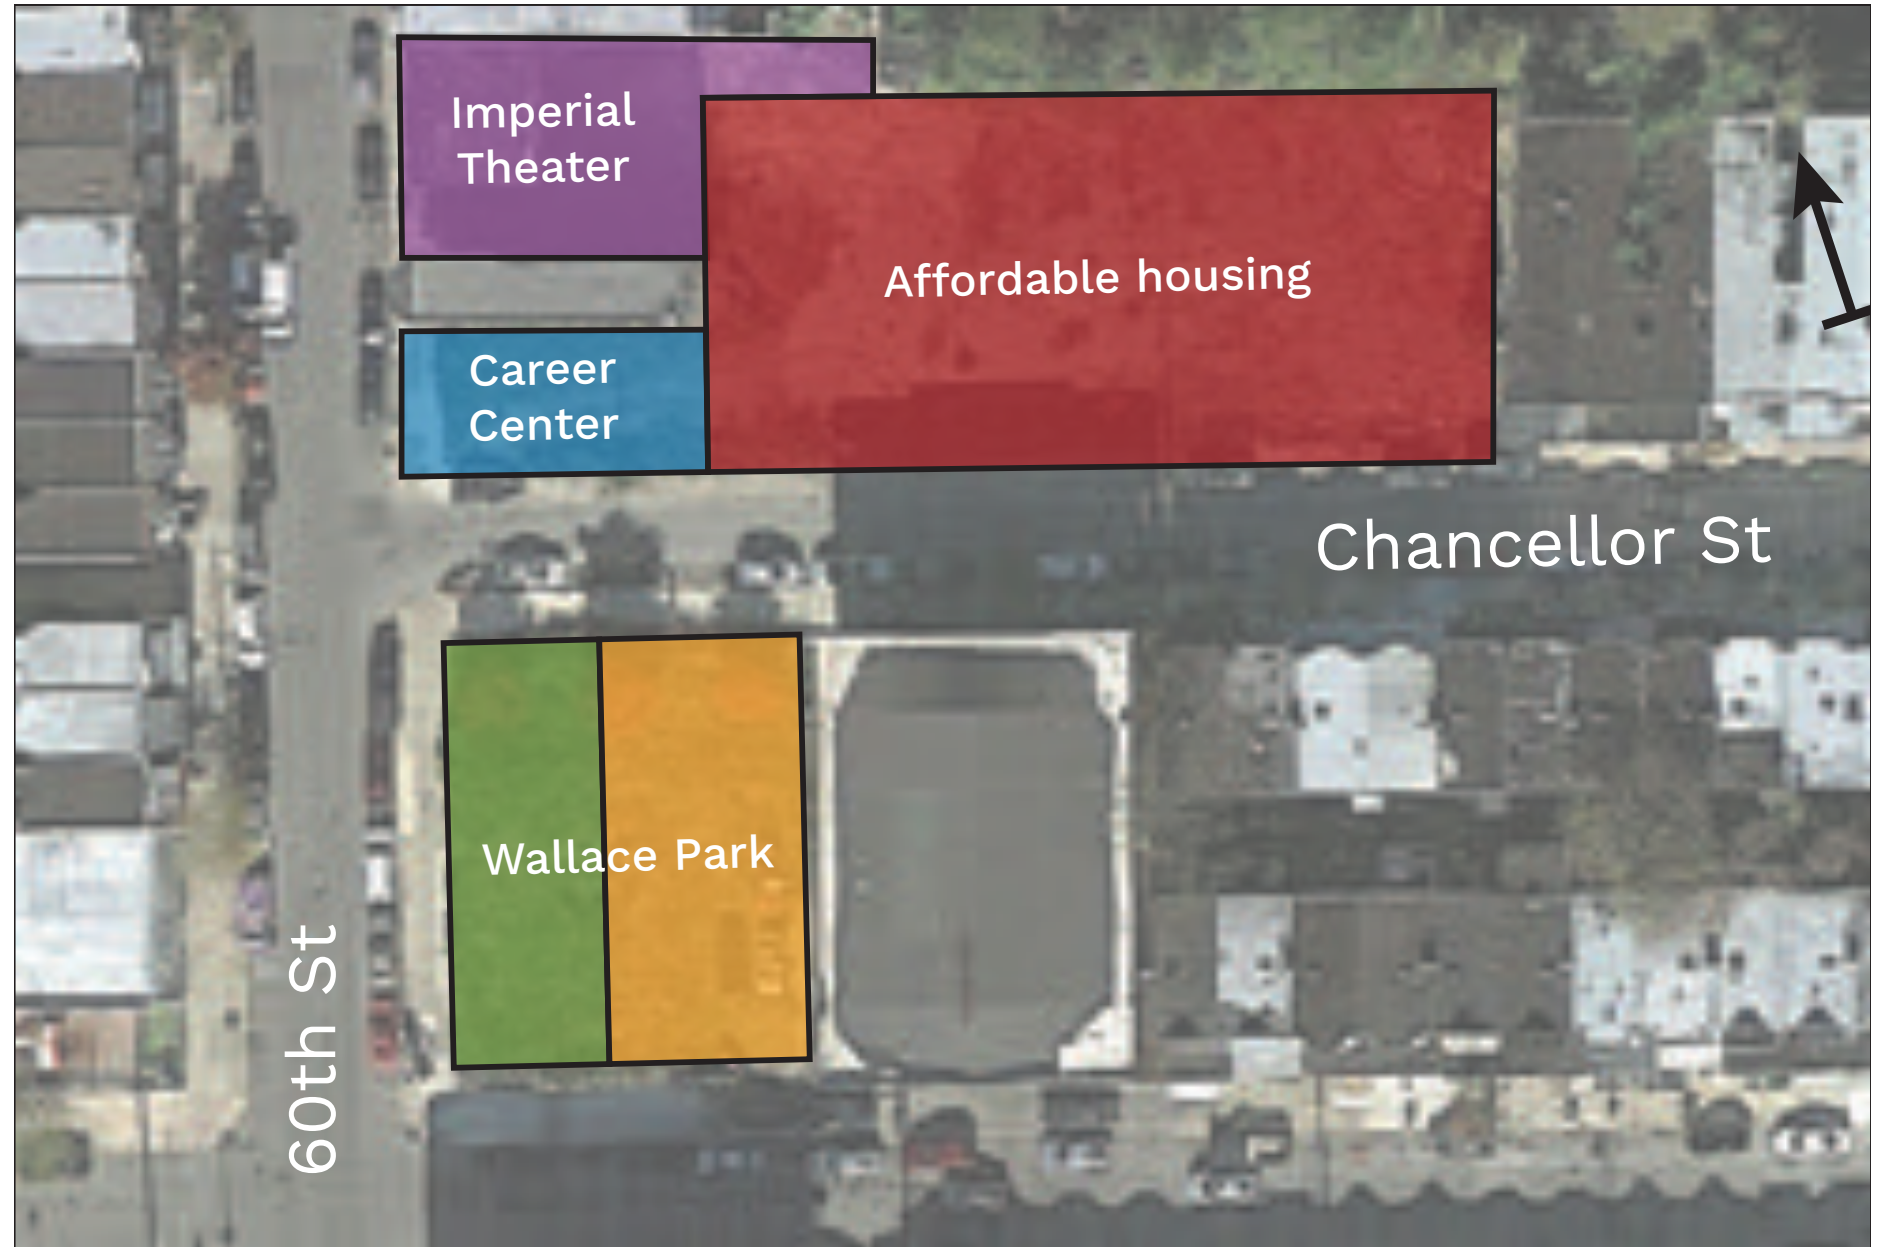 Imperial
Theater
Affordable housing
Career
Center
Chancellor St
Wallace Park
60th St